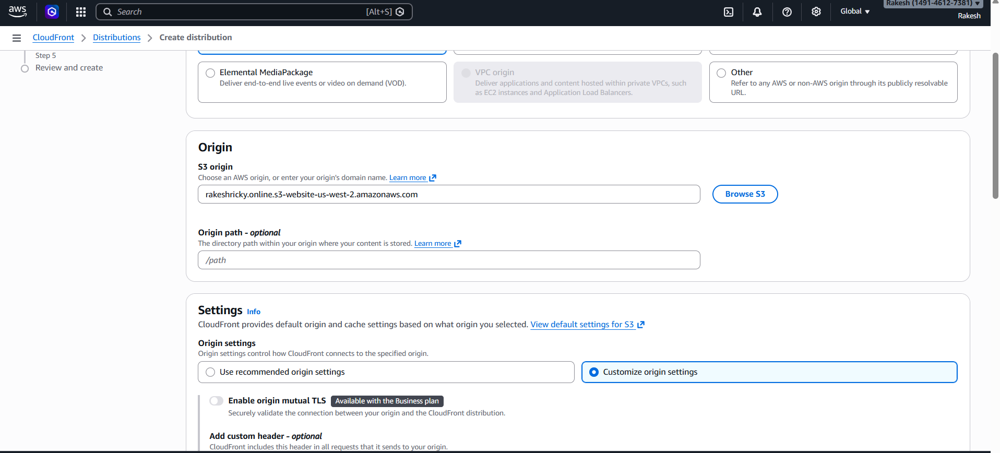 aws
Search
[Alt+S]
Global
Rakesh (1491-4612-7381)
Rakesh
CloudFront
Distributions
Create distribution
Step 5
Review and create
Elemental MediaPackage
Deliver end-to-end live events or video on demand (VOD).
VPC origin
Deliver applications and content hosted within private VPCs, such
as EC2 instances and Application Load Balancers.
Other
Refer to any AWS or non-AWS origin through its publicly resolvable
URL.
Origin
S3 origin
Choose an AWS origin, or enter your origin's domain name. Learn more
rakeshricky.online.s3-website-us-west-2.amazonaws.com
Browse S3
Origin path - optional
The directory path within your origin where your content is stored. Learn more
/path
Settings Info
CloudFront provides default origin and cache settings based on what origin you selected. View default settings for S3
Origin settings
Origin settings control how CloudFront connects to the specified origin.
Use recommended origin settings
Customize origin settings
Enable origin mutual TLS Available with the Business plan
Securely validate the connection between your origin and the CloudFront distribution.
Add custom header - optional
CloudFront includes this header in all requests that it sends to your origin.